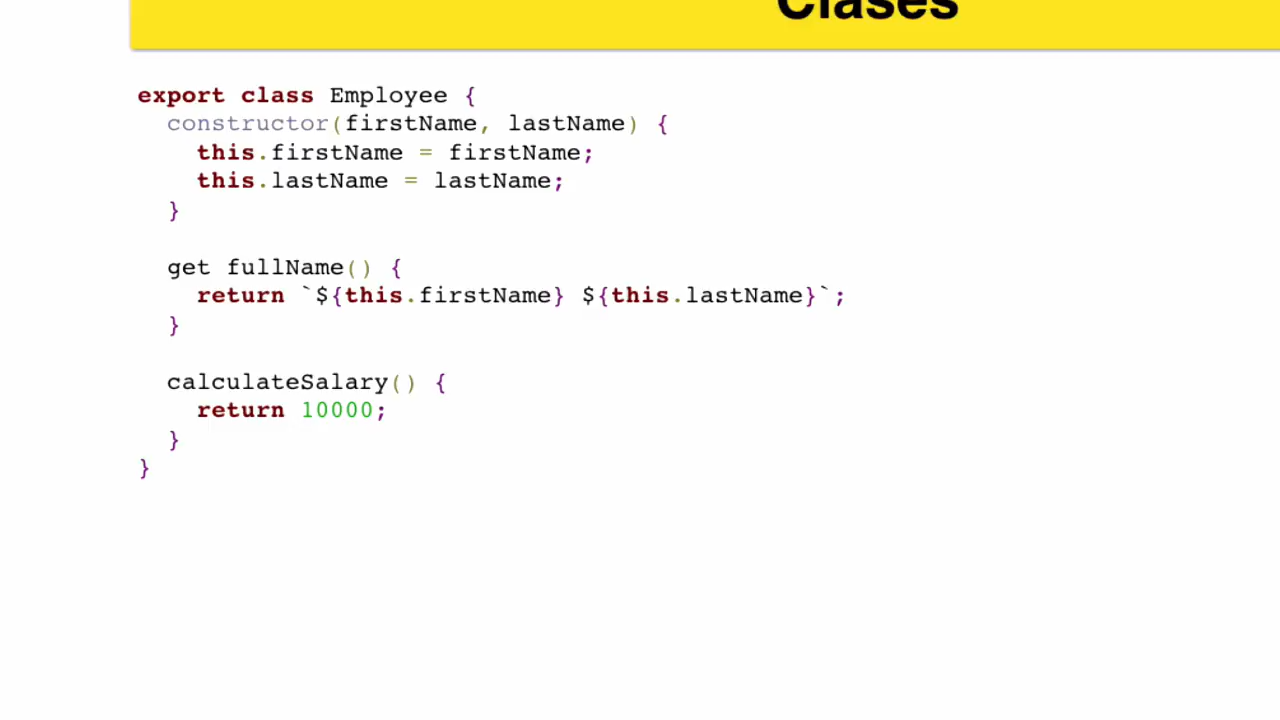 Clases
export class Employee {
  constructor(firstName, lastName) {
    this.firstName = firstName;
    this.lastName = lastName;
  }

  get fullName() {
    return `${this.firstName} ${this.lastName}`;
  }

  calculateSalary() {
    return 10000;
  }
}